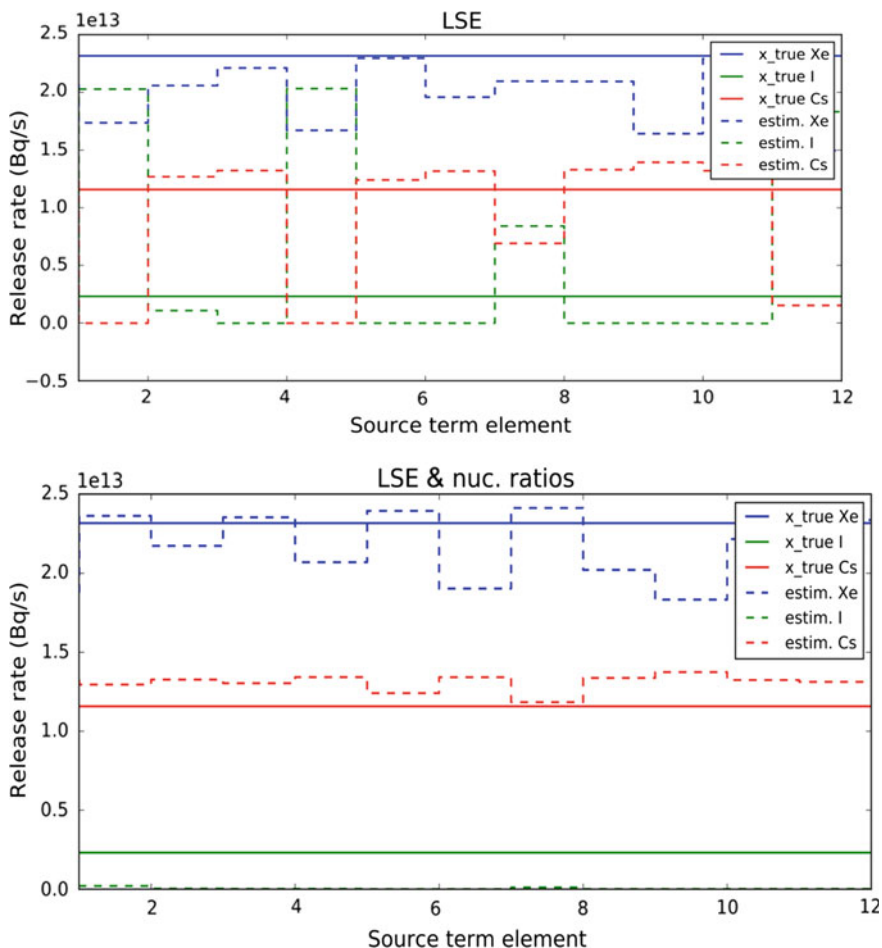 LSE
1e13
2.5
2.0
1.5
1.0
0.5
0.0
−0.5
Release rate (Bq/s)
x_true Xe
x_true I
x_true Cs
estim. Xe
estim. I
estim. Cs
2 4 6 8 10 12
Source term element
LSE & nuc. ratios
1e13
2.5
2.0
1.5
1.0
0.5
0.0
Release rate (Bq/s)
x_true Xe
x_true I
x_true Cs
estim. Xe
estim. I
estim. Cs
2 4 6 8 10 12
Source term element